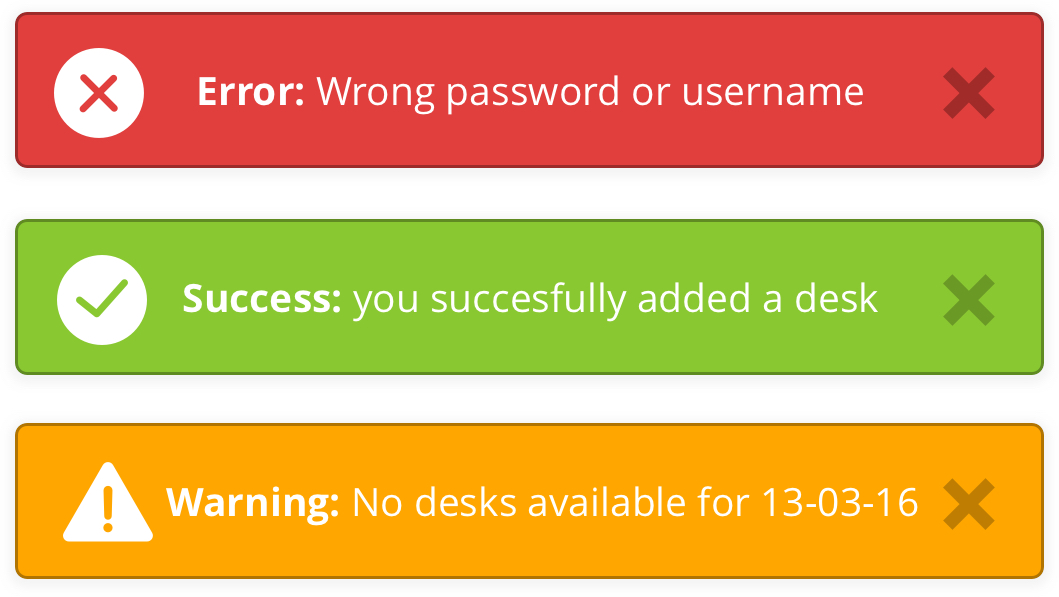 Error: Wrong password or username
Success: you succesfully added a desk
Warning: No desks available for 13-03-16